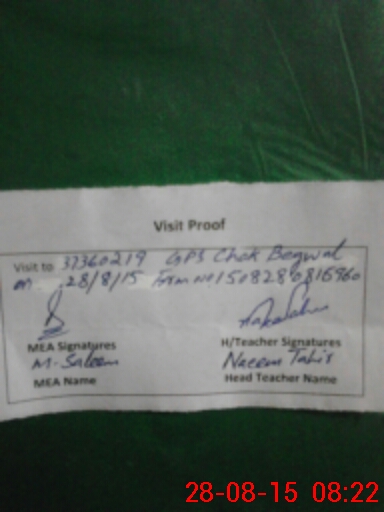 Visit Proof
Visit to 37360219 GPS Chak Begwal
on 28/8/15 Form No 1508280816960
MEA Signatures H/Teacher Signatures
M. Saleem Naeem Tahir
MEA Name Head Teacher Name
28-08-15 08:22